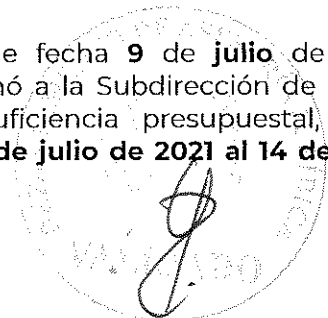 e fecha 9 de julio de
nó a la Subdirección de
uficiencia presupuestal,
de julio de 2021 al 14 de